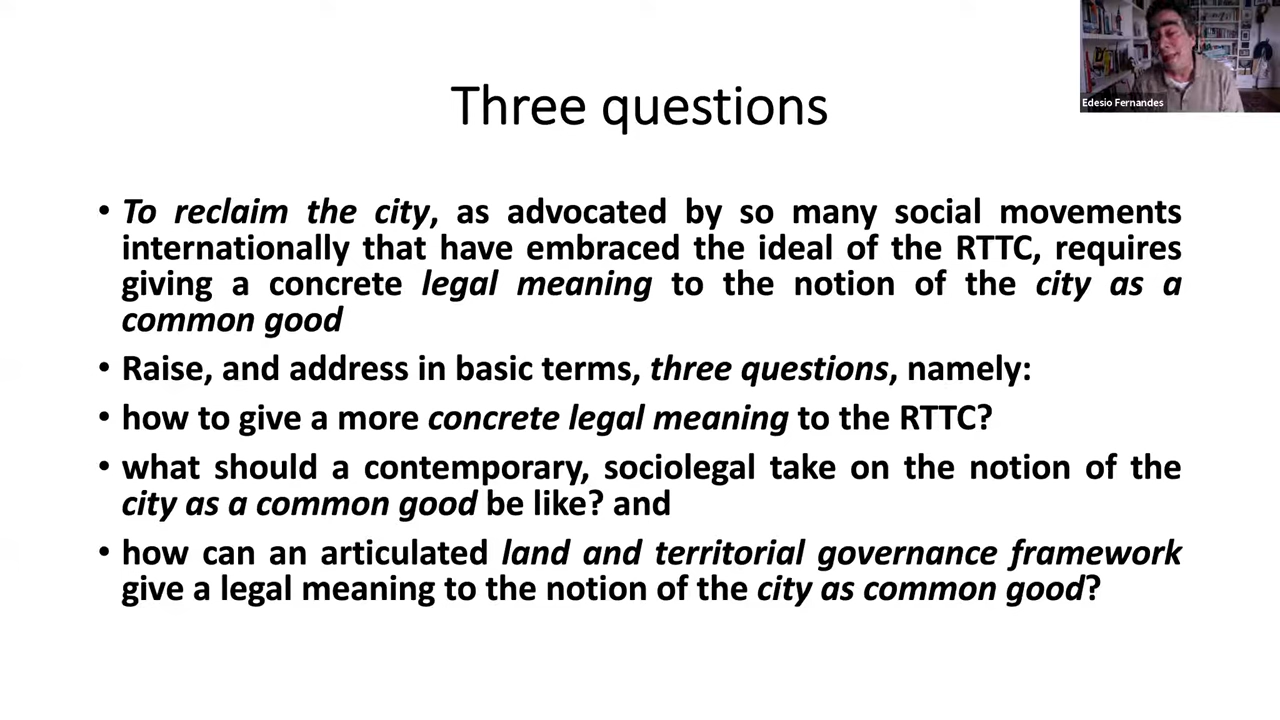 Edesio Fernandes
Three questions
• To reclaim the city, as advocated by so many social movements
internationally that have embraced the ideal of the RTTC, requires
giving a concrete legal meaning to the notion of the city as a
common good
• Raise, and address in basic terms, three questions, namely:
• how to give a more concrete legal meaning to the RTTC?
• what should a contemporary, sociolegal take on the notion of the
city as a common good be like? and
• how can an articulated land and territorial governance framework
give a legal meaning to the notion of the city as common good?